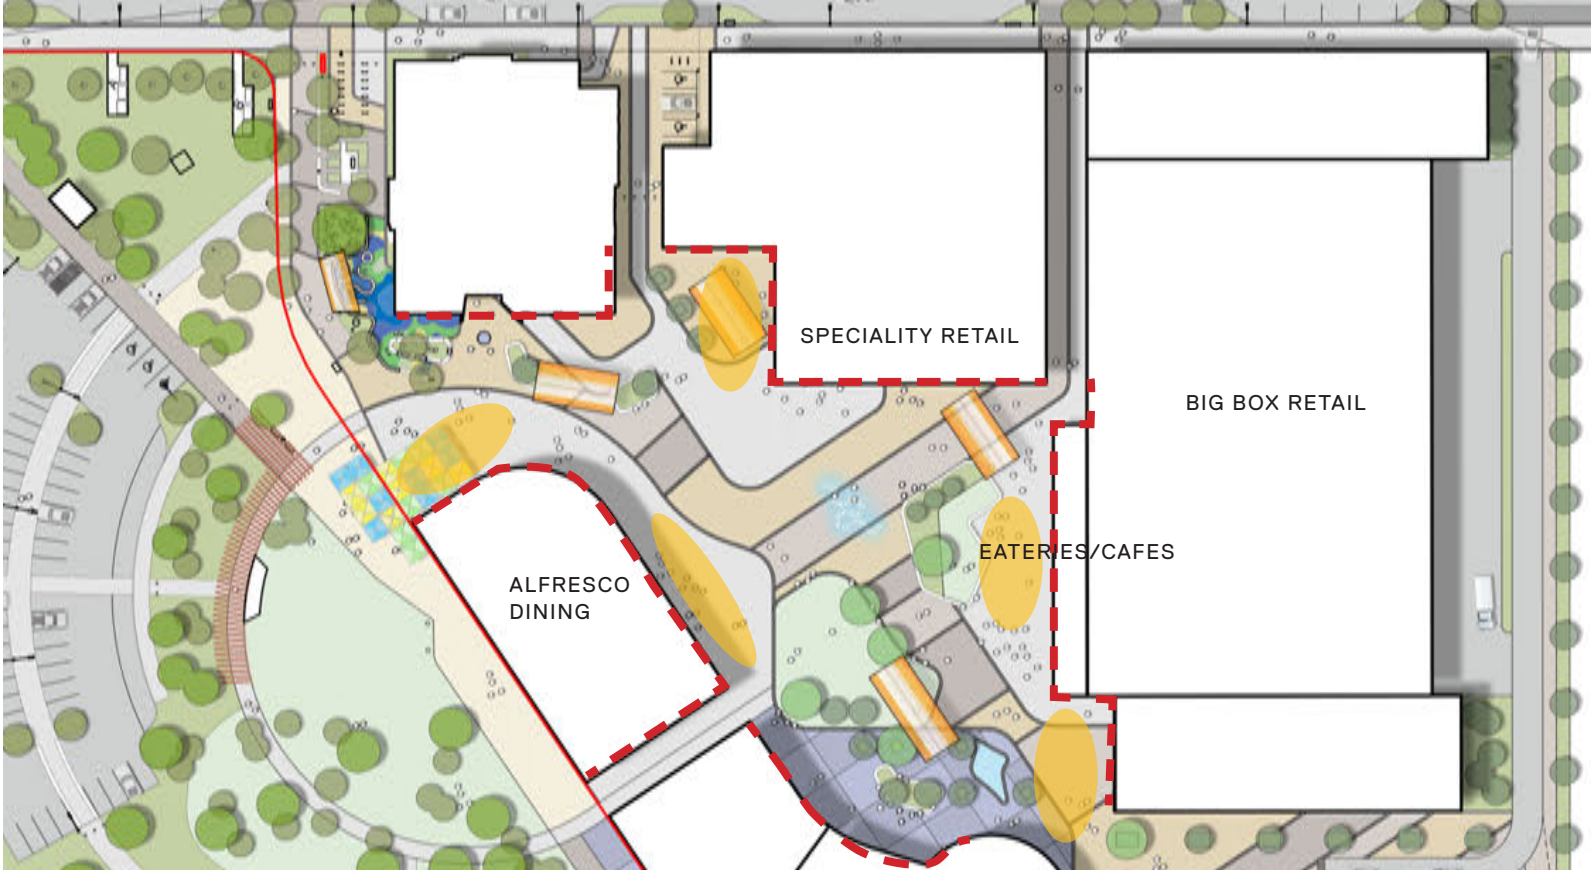 SPECIALITY RETAIL
BIG BOX RETAIL
EATERIES/CAFES
ALFRESCO
DINING